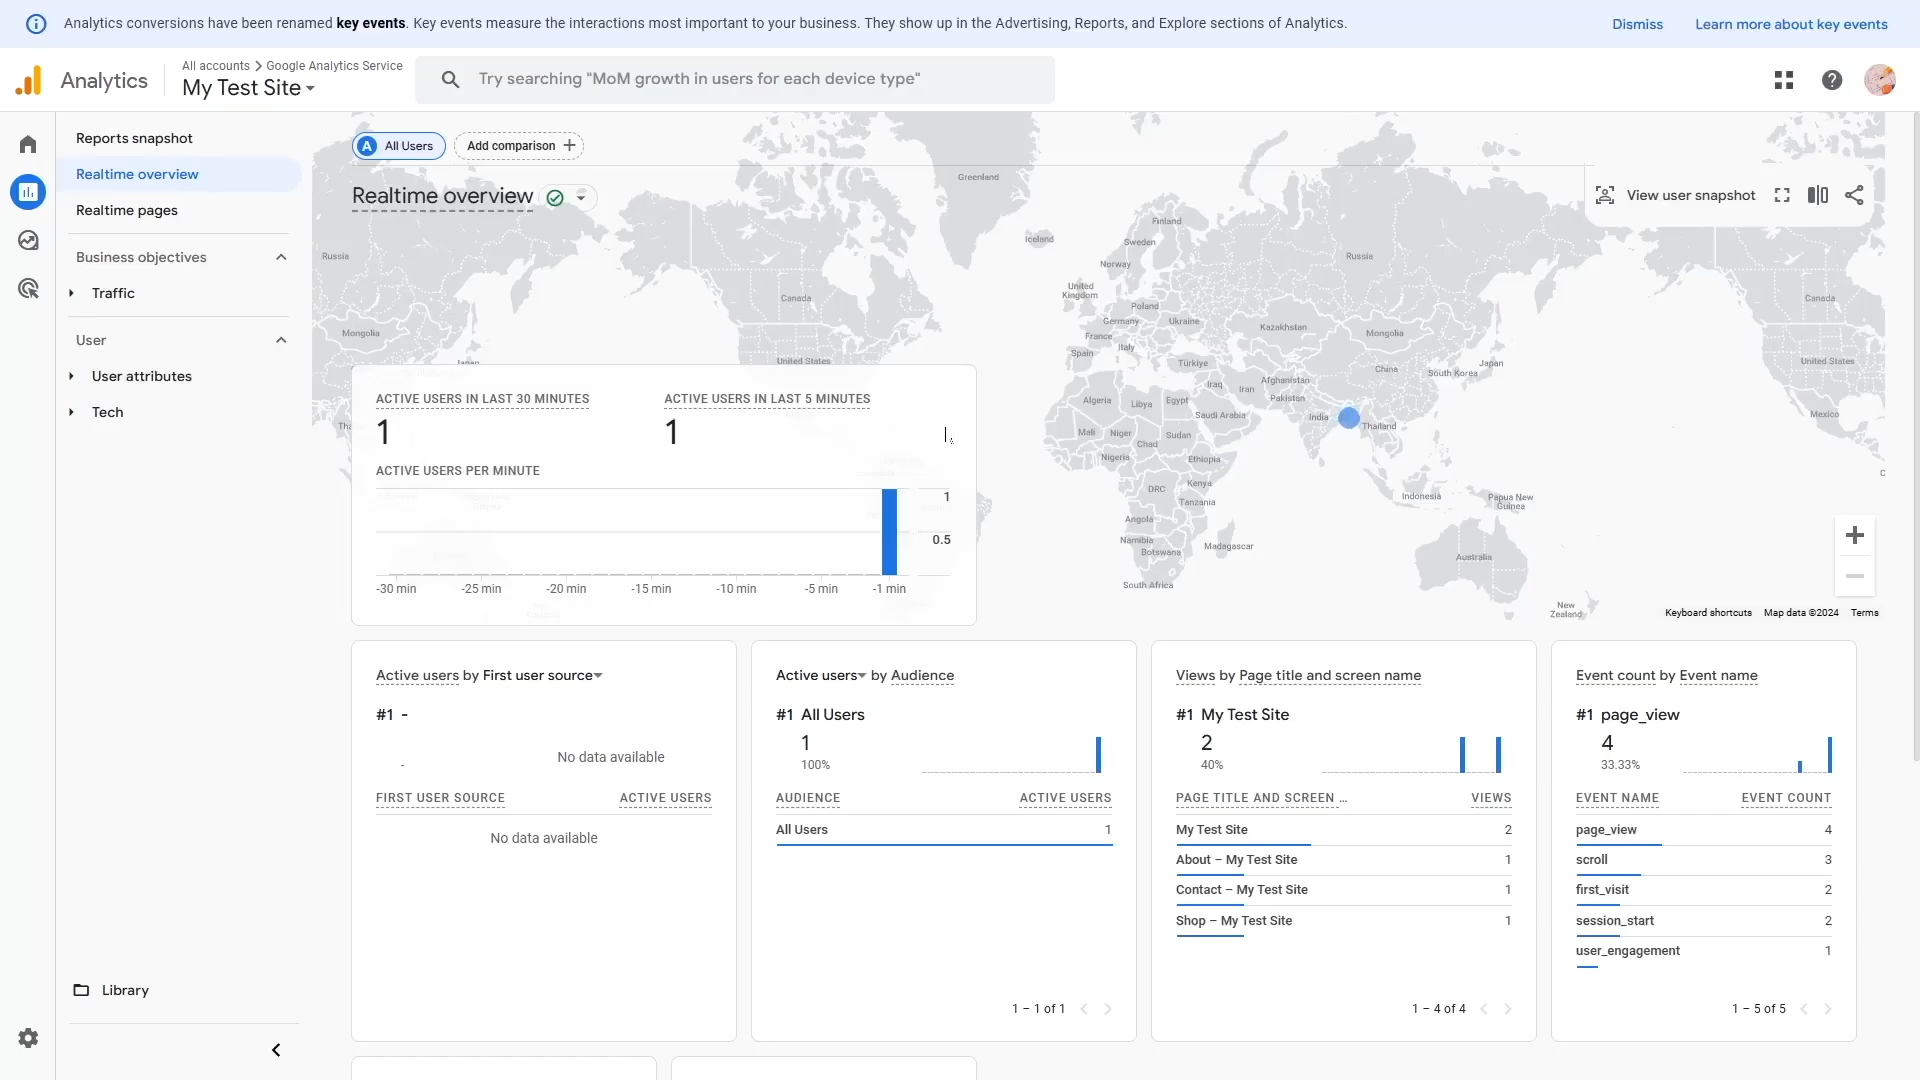 Analytics conversions have been renamed key events. Key events measure the interactions most important to your business. They show up in the Advertising, Reports, and Explore sections of Analytics.
Dismiss
Learn more about key events
Analytics
All accounts > Google Analytics Service
My Test Site
Try searching "MoM growth in users for each device type"
Reports snapshot
Realtime overview
Realtime pages
Business objectives
Traffic
User
User attributes
Tech
Library
A All Users
Add comparison +
Realtime overview
View user snapshot
Greenland
Iceland
Finland
Sweden
Norway
Russia
Russia
United
Kingdom
Poland
Germany
Ukraine
France
Italy
Spain
Türkiye
Kazakhstan
Mongolia
Mongolia
Canada
Canada
United States
United States
Japan
Japan
South Korea
China
Afghanistan
Iraq
Iran
Pakistan
Algeria
Libya
Egypt
Saudi Arabia
India
Thailand
Mexico
Mali
Niger
Chad
Sudan
Nigeria
Ethiopia
DRC
Kenya
Tanzania
Indonesia
Papua New
Guinea
Angola
Namibia
Botswana
Madagascar
South Africa
Australia
New
Zealand
Keyboard shortcuts
Map data ©2024
Terms
ACTIVE USERS IN LAST 30 MINUTES
1
ACTIVE USERS IN LAST 5 MINUTES
1
ACTIVE USERS PER MINUTE
1
0.5
-30 min
-25 min
-20 min
-15 min
-10 min
-5 min
-1 min
Active users by First user source
#1 -
-
No data available
FIRST USER SOURCE
ACTIVE USERS
No data available
Active users by Audience
#1 All Users
1
100%
AUDIENCE
ACTIVE USERS
All Users 1
1 – 1 of 1
Views by Page title and screen name
#1 My Test Site
2
40%
PAGE TITLE AND SCREEN …
VIEWS
My Test Site 2
About – My Test Site 1
Contact – My Test Site 1
Shop – My Test Site 1
1 – 4 of 4
Event count by Event name
#1 page_view
4
33.33%
EVENT NAME
EVENT COUNT
page_view 4
scroll 3
first_visit 2
session_start 2
user_engagement 1
1 – 5 of 5